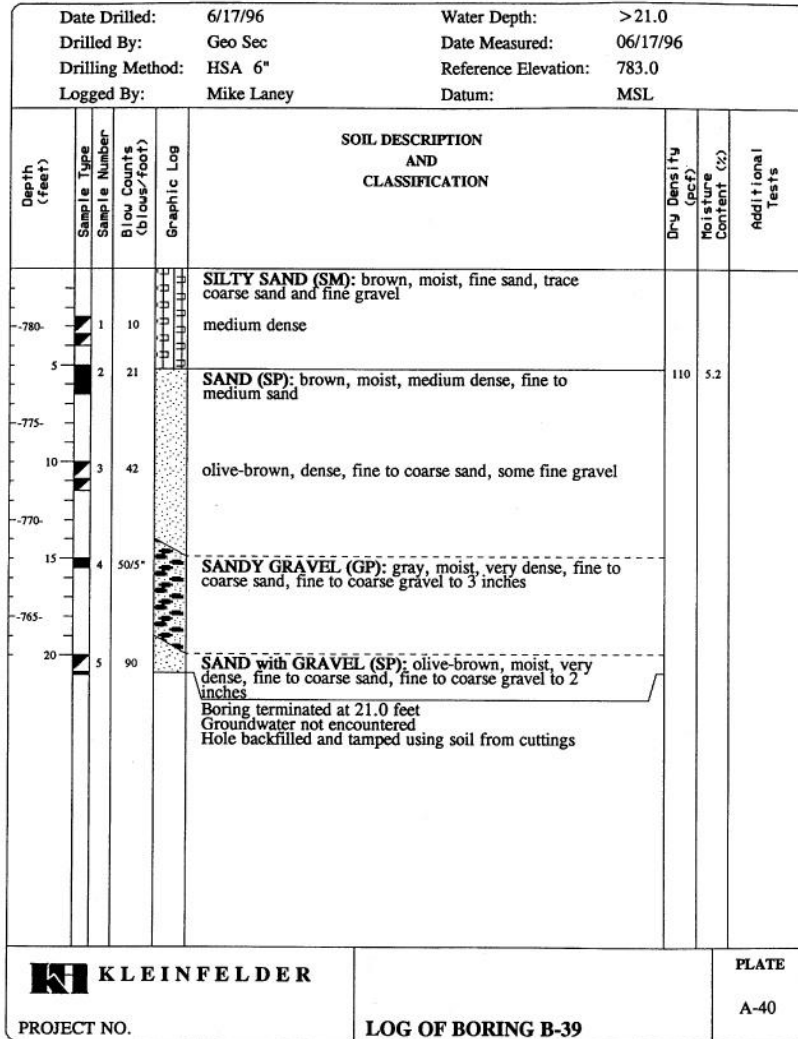 Date Drilled: 6/17/96 Water Depth: >21.0
Drilled By: Geo Sec Date Measured: 06/17/96
Drilling Method: HSA 6" Reference Elevation: 783.0
Logged By: Mike Laney Datum: MSL
Depth (feet)
Sample Type
Sample Number
Blow Counts (blows/foot)
Graphic Log
SOIL DESCRIPTION
AND
CLASSIFICATION
Dry Density (pcf)
Moisture Content (%)
Additional Tests
SILTY SAND (SM): brown, moist, fine sand, trace
coarse sand and fine gravel
-780- 1 10 medium dense
5 2 21 SAND (SP): brown, moist, medium dense, fine to 110 5.2
medium sand
-775-
10 3 42 olive-brown, dense, fine to coarse sand, some fine gravel
-770-
15 4 50/5" SANDY GRAVEL (GP): gray, moist, very dense, fine to
coarse sand, fine to coarse gravel to 3 inches
-765-
20 5 90 SAND with GRAVEL (SP): olive-brown, moist, very
dense, fine to coarse sand, fine to coarse gravel to 2
inches
Boring terminated at 21.0 feet
Groundwater not encountered
Hole backfilled and tamped using soil from cuttings
KLEINFELDER
PROJECT NO.
LOG OF BORING B-39
PLATE
A-40